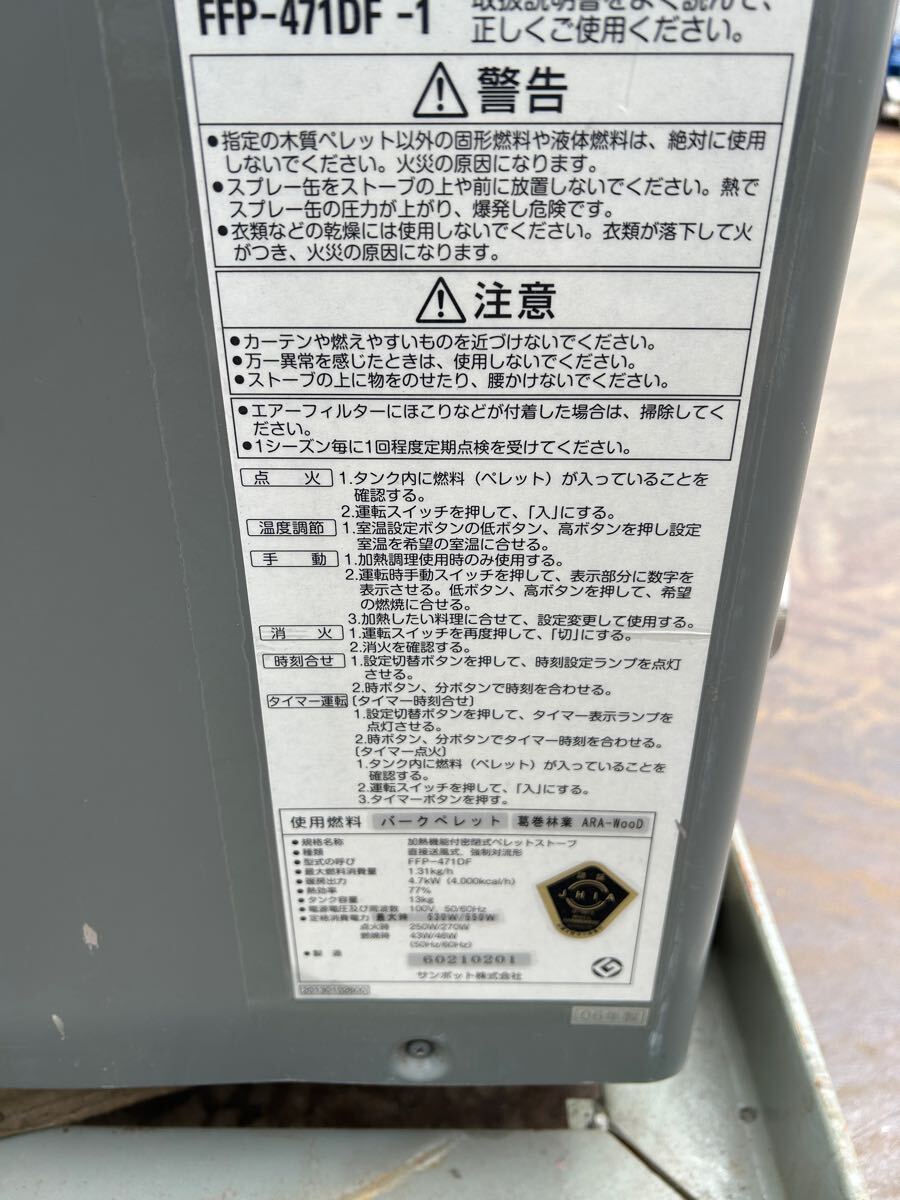 FFP-471DF -1
取扱説明書をよく読んで、
正しくご使用ください。
警告
●指定の木質ペレット以外の固形燃料や液体燃料は、絶対に使用
しないでください。火災の原因になります。
●スプレー缶をストーブの上や前に放置しないでください。熱で
スプレー缶の圧力が上がり、爆発し危険です。
●衣類などの乾燥には使用しないでください。衣類が落下して火
がつき、火災の原因になります。
注意
●カーテンや燃えやすいものを近づけないでください。
●万一異常を感じたときは、使用しないでください。
●ストーブの上に物をのせたり、腰かけないでください。
●エアーフィルターにほこりなどが付着した場合は、掃除してく
ださい。
●1シーズン毎に1回程度定期点検を受けてください。
点火 1.タンク内に燃料（ペレット）が入っていることを
確認する。
2.運転スイッチを押して、「入」にする。
温度調節 1.室温設定ボタンの低ボタン、高ボタンを押し設定
室温を希望の室温に合せる。
手動 1.加熱調理使用時のみ使用する。
2.運転時手動スイッチを押して、表示部分に数字を
表示させる。低ボタン、高ボタンを押して、希望
の燃焼に合せる。
3.加熱したい料理に合せて、設定変更して使用する。
消火 1.運転スイッチを再度押して、「切」にする。
2.消火を確認する。
時刻合せ 1.設定切替ボタンを押して、時刻設定ランプを点灯
させる。
2.時ボタン、分ボタンで時刻を合わせる。
タイマー運転 〔タイマー時刻合せ〕
1.設定切替ボタンを押して、タイマー表示ランプを
点灯させる。
2.時ボタン、分ボタンでタイマー時刻を合わせる。
〔タイマー点火〕
1.タンク内に燃料（ペレット）が入っていることを
確認する。
2.運転スイッチを押して、「入」にする。
3.タイマーボタンを押す。
使用燃料 バークペレット 葛巻林業 ARA-WooD
●規格名称 加熱機能付密閉式ペレットストーブ
●種類 直接送風式、強制対流形
●型式の呼び FFP-471DF
●最大燃料消費量 1.31kg/h
●暖房出力 4.7kW (4,000kcal/h)
●熱効率 77%
●タンク容量 13kg
●電源電圧及び周波数 100V、50/60Hz
●定格消費電力 最大時 530W/550W
点火時 250W/270W
燃焼時 43W/46W
(50Hz/60Hz)
●製造 60210201
サンポット株式会社
JHIA
06年製